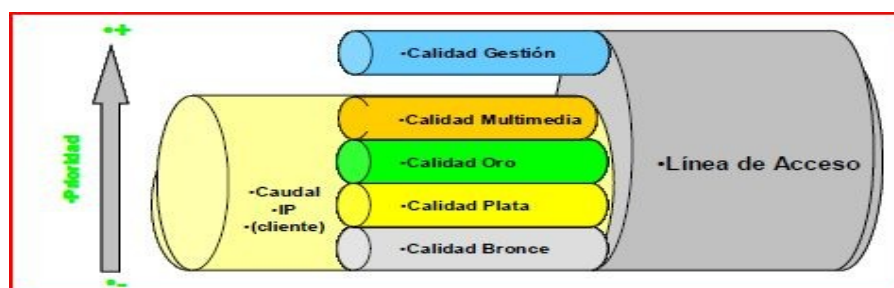 •+
•Prioridad
•-
•Caudal
•IP
•(cliente)
•Calidad Gestión
•Calidad Multimedia
•Calidad Oro
•Calidad Plata
•Calidad Bronce
•Línea de Acceso